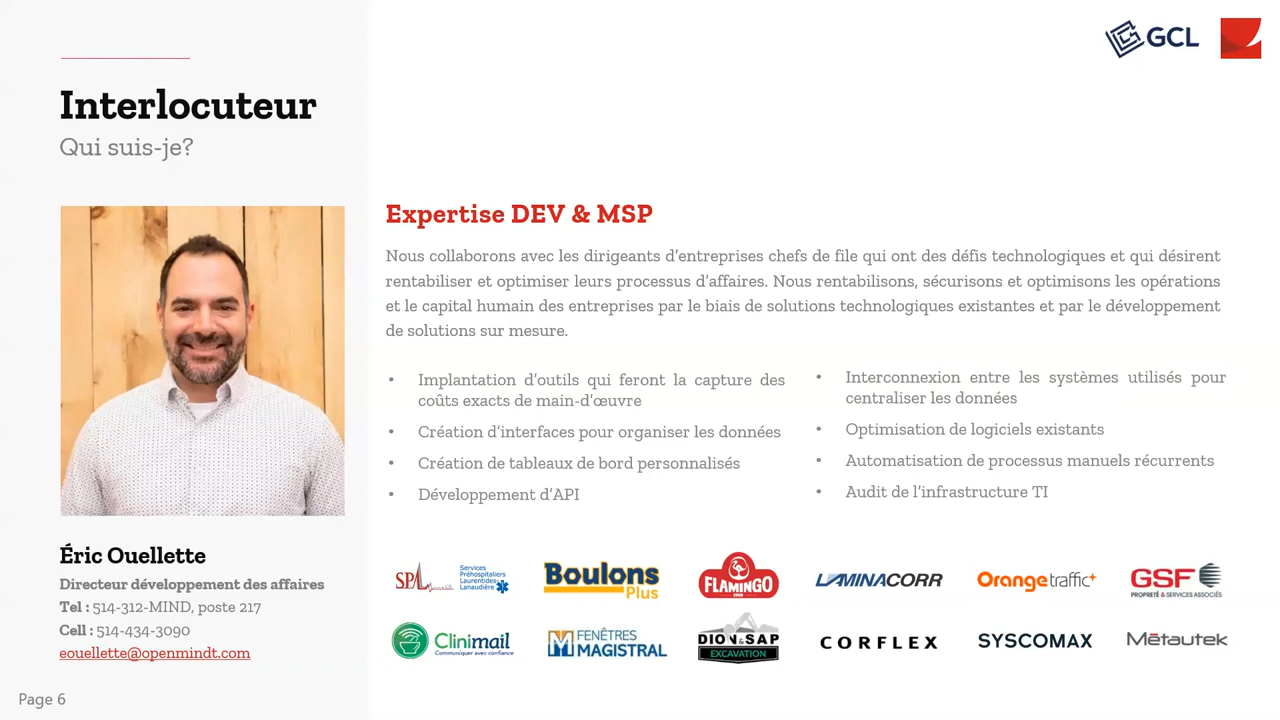 GCL
Interlocuteur
Qui suis-je?
Expertise DEV & MSP
Nous collaborons avec les dirigeants d’entreprises chefs de file qui ont des défis technologiques et qui désirent
rentabiliser et optimiser leurs processus d’affaires. Nous rentabilisons, sécurisons et optimisons les opérations
et le capital humain des entreprises par le biais de solutions technologiques existantes et par le développement
de solutions sur mesure.
• Implantation d’outils qui feront la capture des
coûts exacts de main-d’œuvre
• Création d’interfaces pour organiser les données
• Création de tableaux de bord personnalisés
• Développement d’API
• Interconnexion entre les systèmes utilisés pour
centraliser les données
• Optimisation de logiciels existants
• Automatisation de processus manuels récurrents
• Audit de l’infrastructure TI
Éric Ouellette
Directeur développement des affaires
Tel : 514-312-MIND, poste 217
Cell : 514-434-3090
eouellette@openmindt.com
SPLL
Services
Préhospitaliers
Laurentides
Lanaudière
Boulons
Plus
FLAMINGO
LAMINACORR
Orangetraffic+
GSF
PROPRETÉ & SERVICES ASSOCIÉS
Clinimail
Communiquer avec confiance
FENÊTRES
MAGISTRAL
DION & SAP
EXCAVATION
CORFLEX
SYSCOMAX
Métautek
Page 6